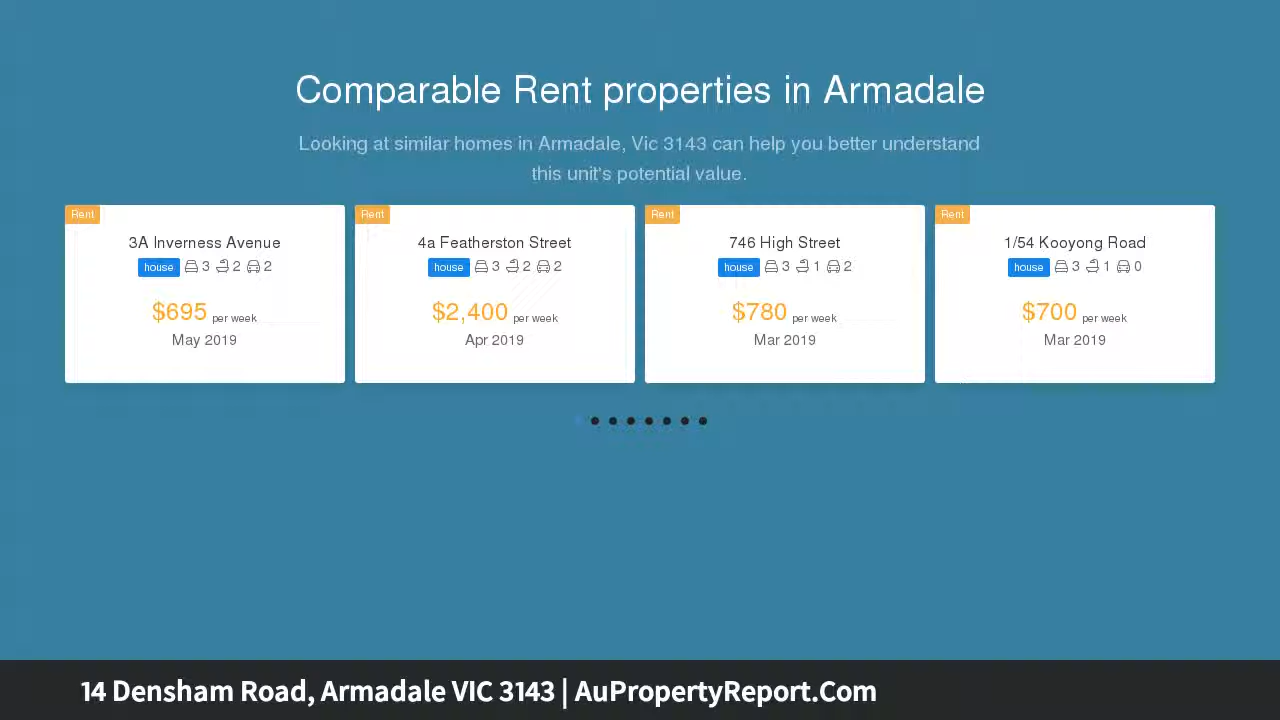 Comparable Rent properties in Armadale
Looking at similar homes in Armadale, Vic 3143 can help you better understand
this unit's potential value.
Rent
3A Inverness Avenue
house 3 2 2
$695 per week
May 2019
Rent
4a Featherston Street
house 3 2 2
$2,400 per week
Apr 2019
Rent
746 High Street
house 3 1 2
$780 per week
Mar 2019
Rent
1/54 Kooyong Road
house 3 1 0
$700 per week
Mar 2019
14 Densham Road, Armadale VIC 3143 | AuPropertyReport.Com